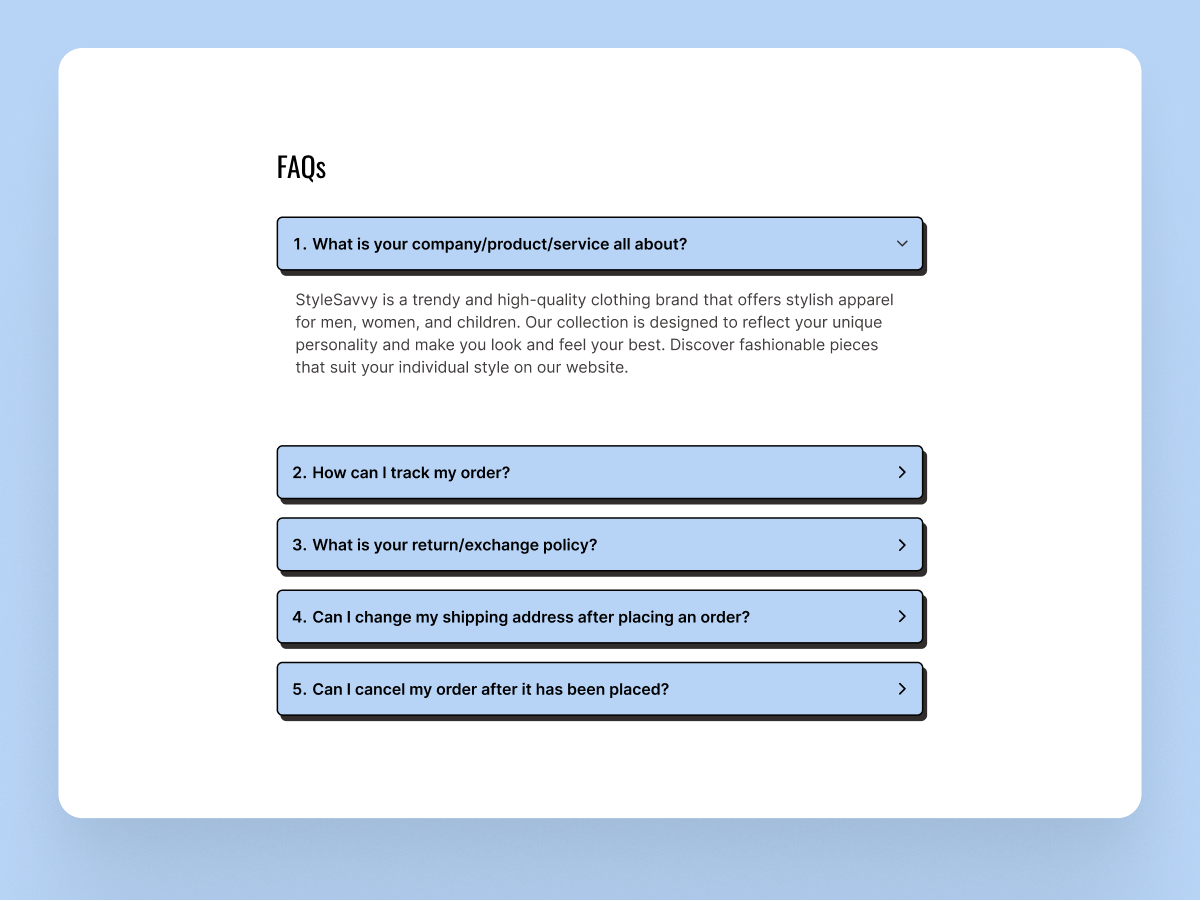 FAQs
1. What is your company/product/service all about?
StyleSavvy is a trendy and high-quality clothing brand that offers stylish apparel
for men, women, and children. Our collection is designed to reflect your unique
personality and make you look and feel your best. Discover fashionable pieces
that suit your individual style on our website.
2. How can I track my order?
3. What is your return/exchange policy?
4. Can I change my shipping address after placing an order?
5. Can I cancel my order after it has been placed?